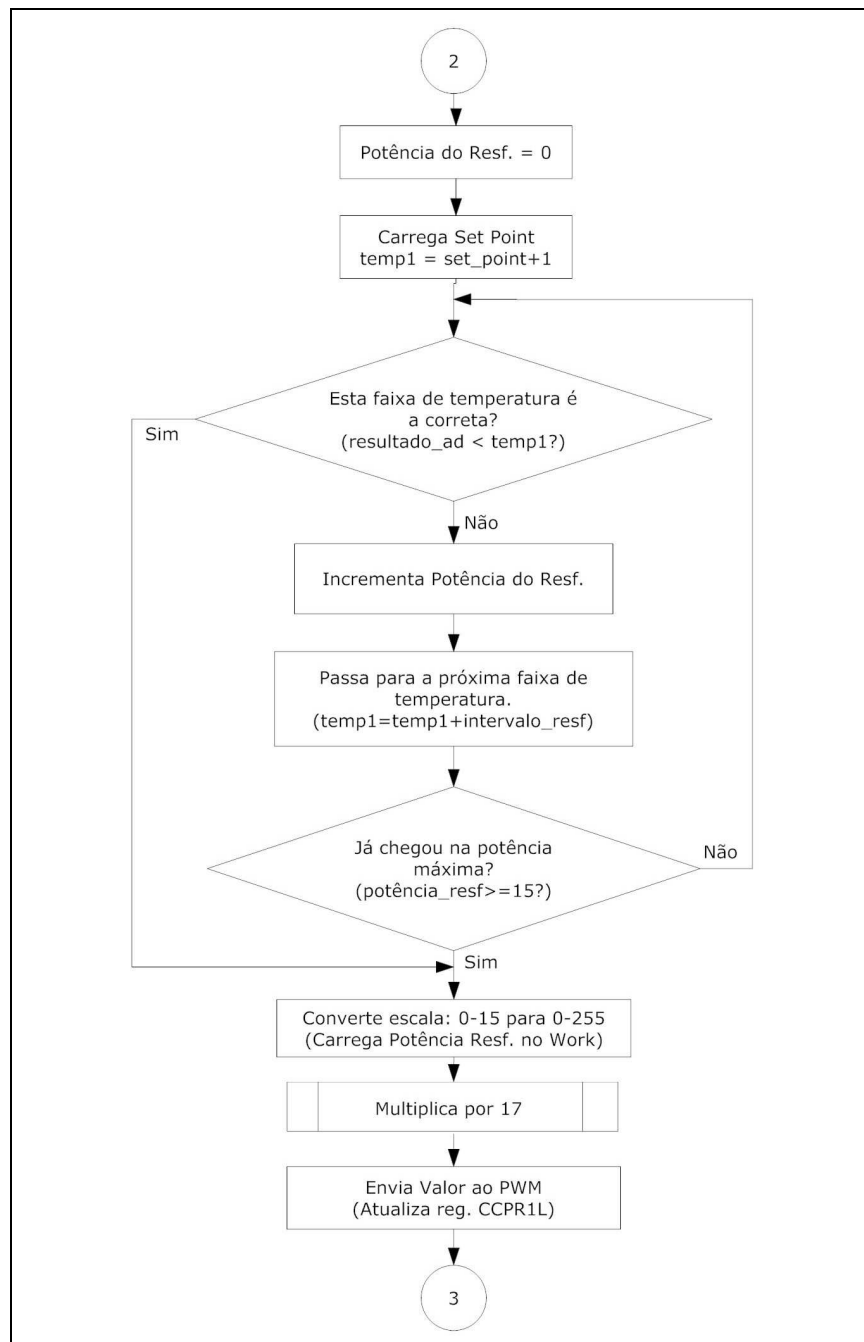 2
Potência do Resf. = 0
Carrega Set Point
temp1 = set_point+1
Esta faixa de temperatura é
a correta?
(resultado_ad < temp1?)
Sim
Não
Incrementa Potência do Resf.
Passa para a próxima faixa de
temperatura.
(temp1=temp1+intervalo_resf)
Já chegou na potência
máxima?
(potência_resf>=15?)
Não
Sim
Converte escala: 0-15 para 0-255
(Carrega Potência Resf. no Work)
Multiplica por 17
Envia Valor ao PWM
(Atualiza reg. CCPR1L)
3